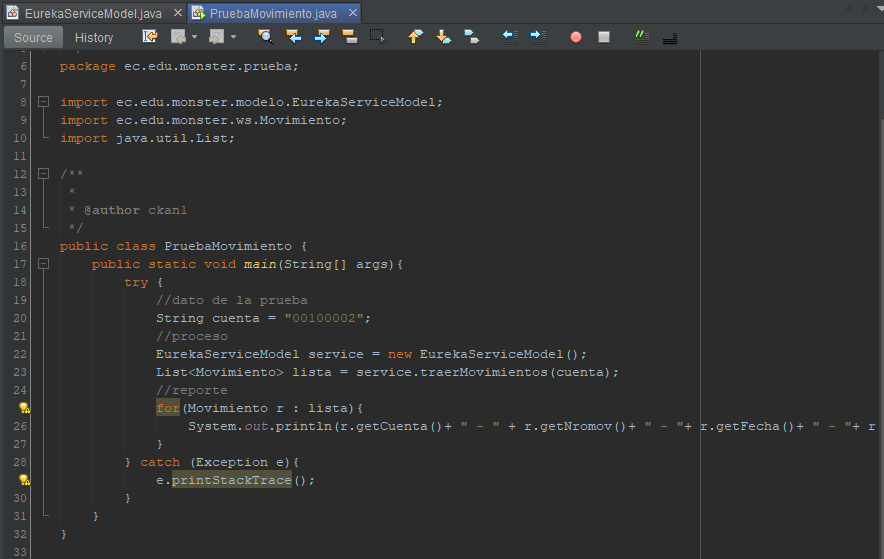 EurekaServiceModel.java PruebaMovimiento.java
Source History
6 package ec.edu.monster.prueba;
7
8 import ec.edu.monster.modelo.EurekaServiceModel;
9 import ec.edu.monster.ws.Movimiento;
10 import java.util.List;
11
12 /**
13 *
14 * @author ckan1
15 */
16 public class PruebaMovimiento {
17 public static void main(String[] args){
18 try {
19 //dato de la prueba
20 String cuenta = "00100002";
21 //proceso
22 EurekaServiceModel service = new EurekaServiceModel();
23 List<Movimiento> lista = service.traerMovimientos(cuenta);
24 //reporte
for(Movimiento r : lista){
26 System.out.println(r.getCuenta()+ " - " + r.getNromov()+ " - "+ r.getFecha()+ " - "+ r
27 }
28 } catch (Exception e){
e.printStackTrace();
30 }
31 }
32 }
33